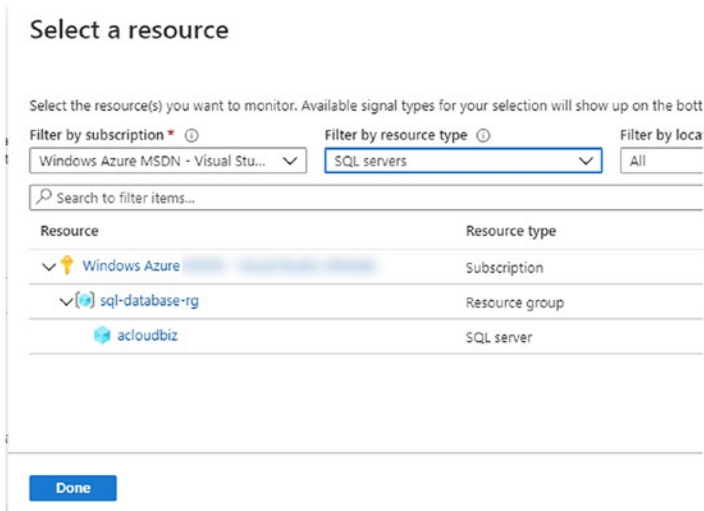 Select a resource
Select the resource(s) you want to monitor. Available signal types for your selection will show up on the bott
Filter by subscription * Filter by resource type Filter by loca
Windows Azure MSDN - Visual Stu... SQL servers All
Search to filter items...
Resource Resource type
Windows Azure Subscription
sql-database-rg Resource group
acloudbiz SQL server
Done